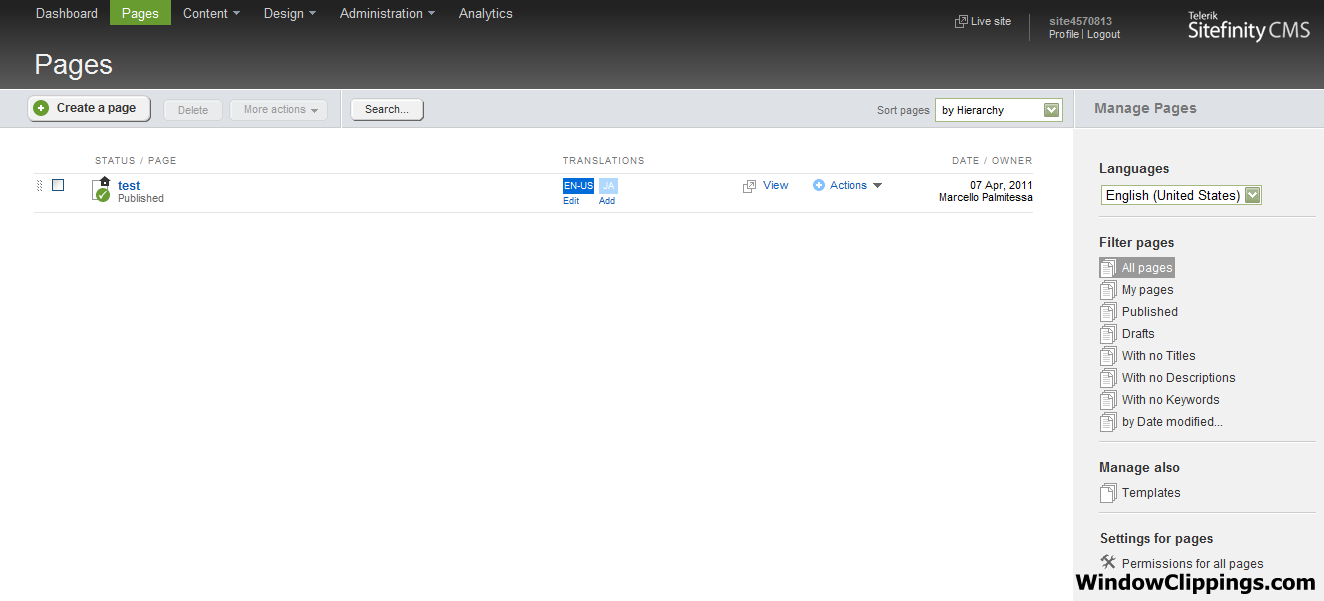 Dashboard Pages Content Design Administration Analytics
Live site
site4570813
Profile | Logout
Telerik
Sitefinity CMS
Pages
Create a page Delete More actions Search... Sort pages by Hierarchy Manage Pages
STATUS / PAGE TRANSLATIONS DATE / OWNER
test EN-US JA View Actions 07 Apr, 2011
Published Edit Add Marcello Palmitessa
Languages
English (United States)
Filter pages
All pages
My pages
Published
Drafts
With no Titles
With no Descriptions
With no Keywords
by Date modified...
Manage also
Templates
Settings for pages
Permissions for all pages
WindowClippings.com